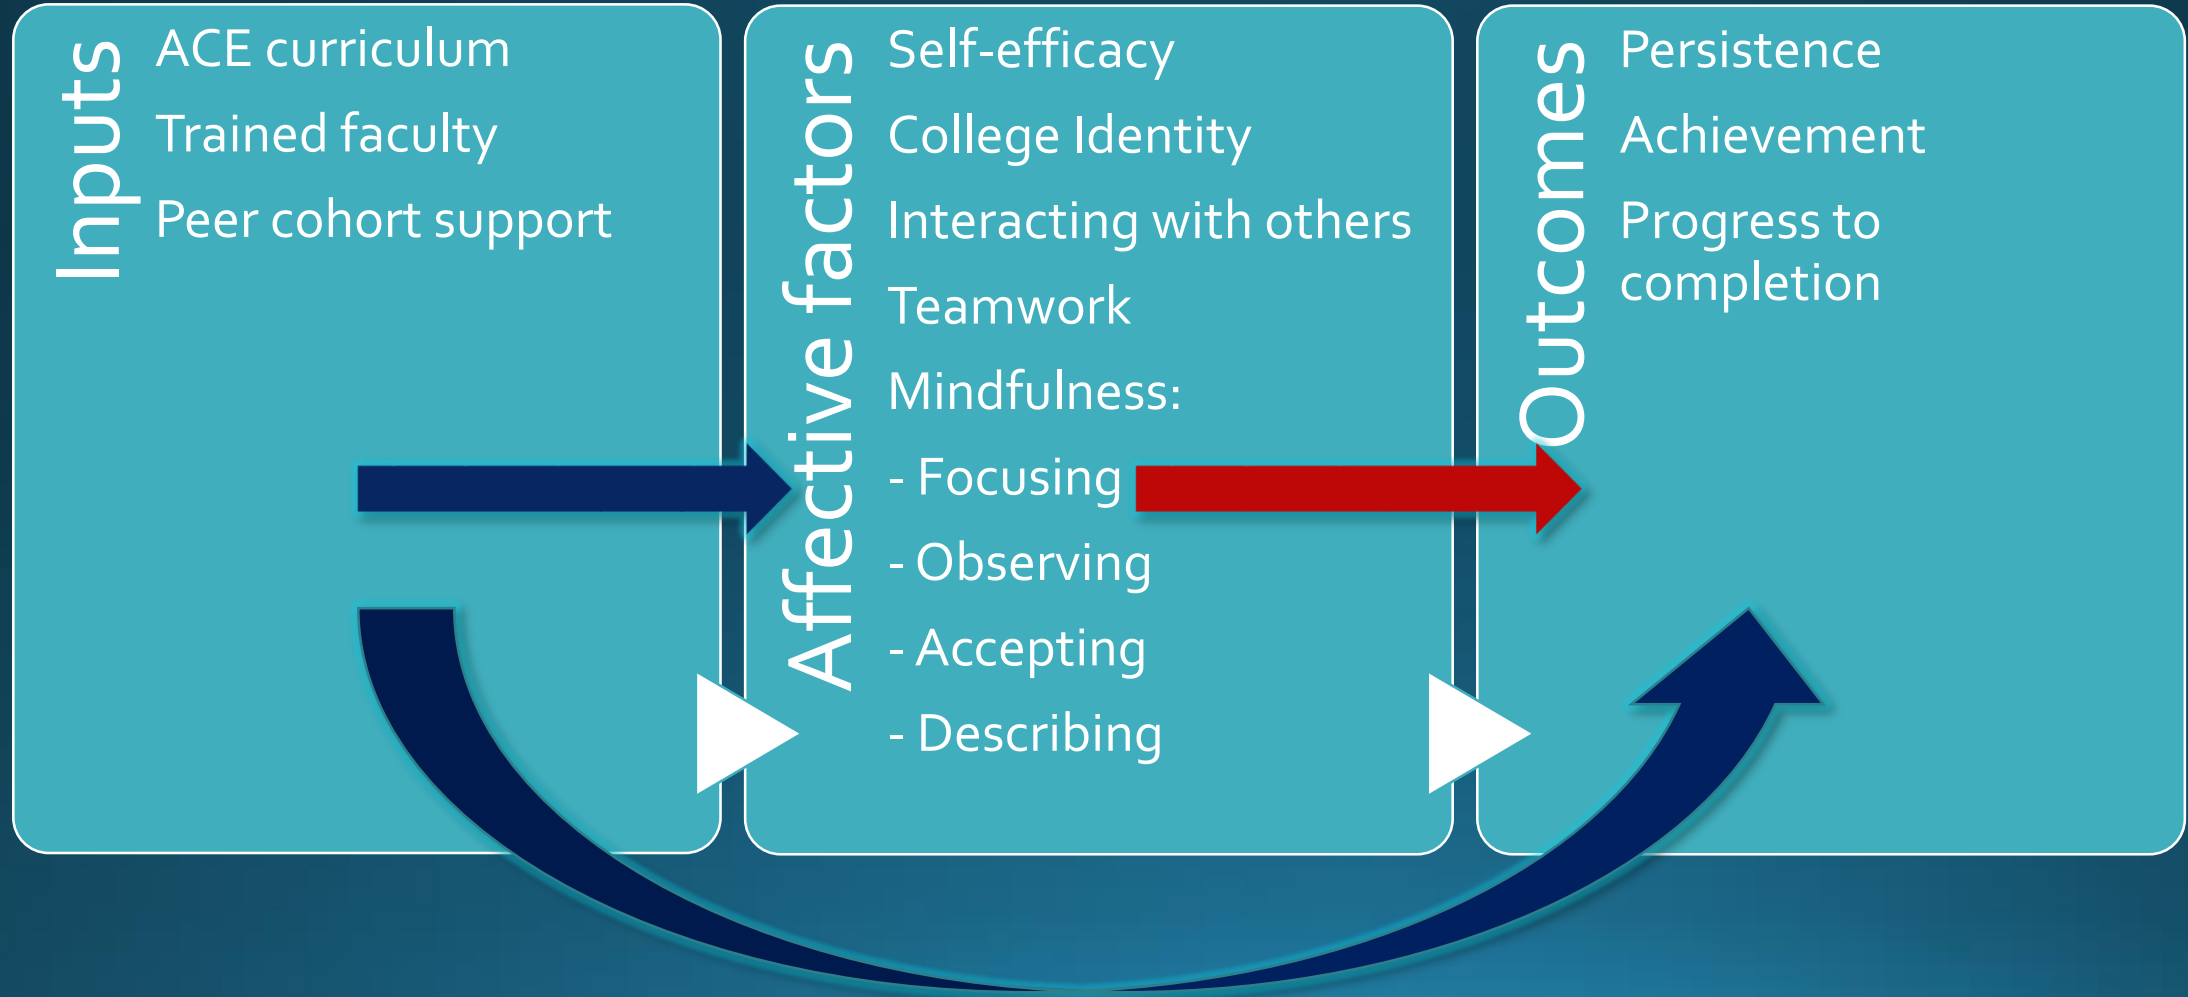 Inputs
ACE curriculum
Trained faculty
Peer cohort support
Affective factors
Self-efficacy
College Identity
Interacting with others
Teamwork
Mindfulness:
- Focusing
- Observing
- Accepting
- Describing
Outcomes
Persistence
Achievement
Progress to
completion